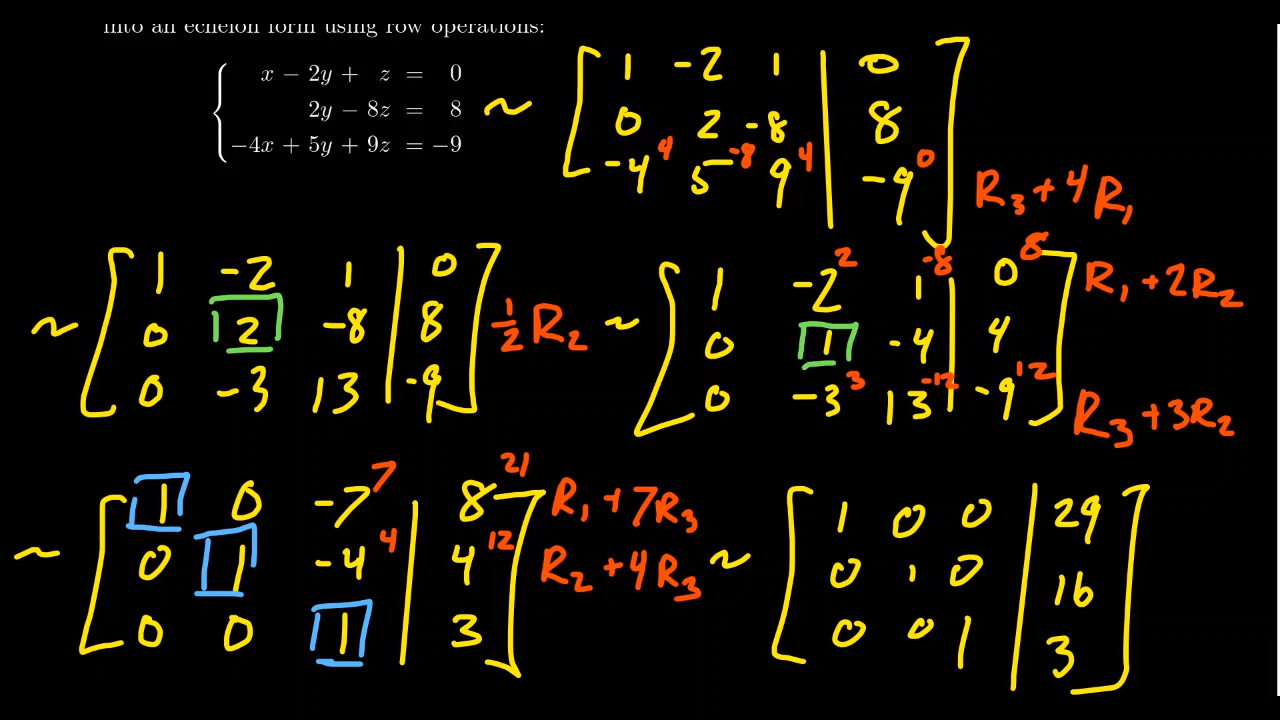 into an echelon form using row operations:
x − 2y + z = 0
2y − 8z = 8
−4x + 5y + 9z = −9
~
1 -2 1 0
0 2 -8 8
-4 4 5 -8 9 4 -9 0
R₃ + 4R₁
~
1 -2 1 0
0 2 -8 8
0 -3 13 -9
½R₂
~
1 -2 2 1 -8 0 8
0 1 -4 4
0 -3 3 13 -12 -9 12
R₁ + 2R₂
R₃ + 3R₂
~
1 0 -7 7 8 21
0 1 -4 4 4 12
0 0 1 3
R₁ + 7R₃
R₂ + 4R₃
~
1 0 0 29
0 1 0 16
0 0 1 3